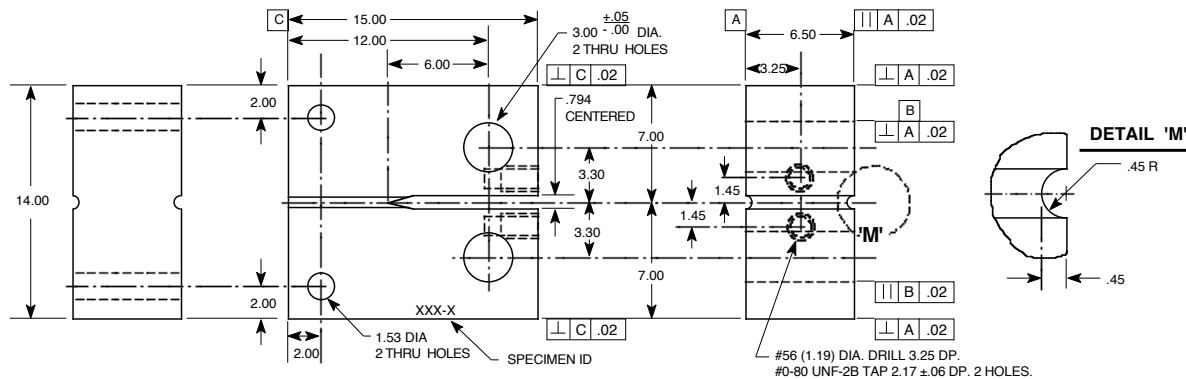 C
15.00
12.00
6.00
3.00 +.05 - .00 DIA.
2 THRU HOLES
⊥ C .02
.794
CENTERED
2.00
14.00
7.00
3.30
3.30
7.00
2.00
2.00
1.53 DIA
2 THRU HOLES
XXX-X
SPECIMEN ID
⊥ C .02
A
|| A .02
6.50
3.25
⊥ A .02
B
⊥ A .02
1.45
1.45
'M'
|| B .02
⊥ A .02
#56 (1.19) DIA. DRILL 3.25 DP.
#0-80 UNF-2B TAP 2.17 ±.06 DP. 2 HOLES.
DETAIL 'M'
.45 R
.45